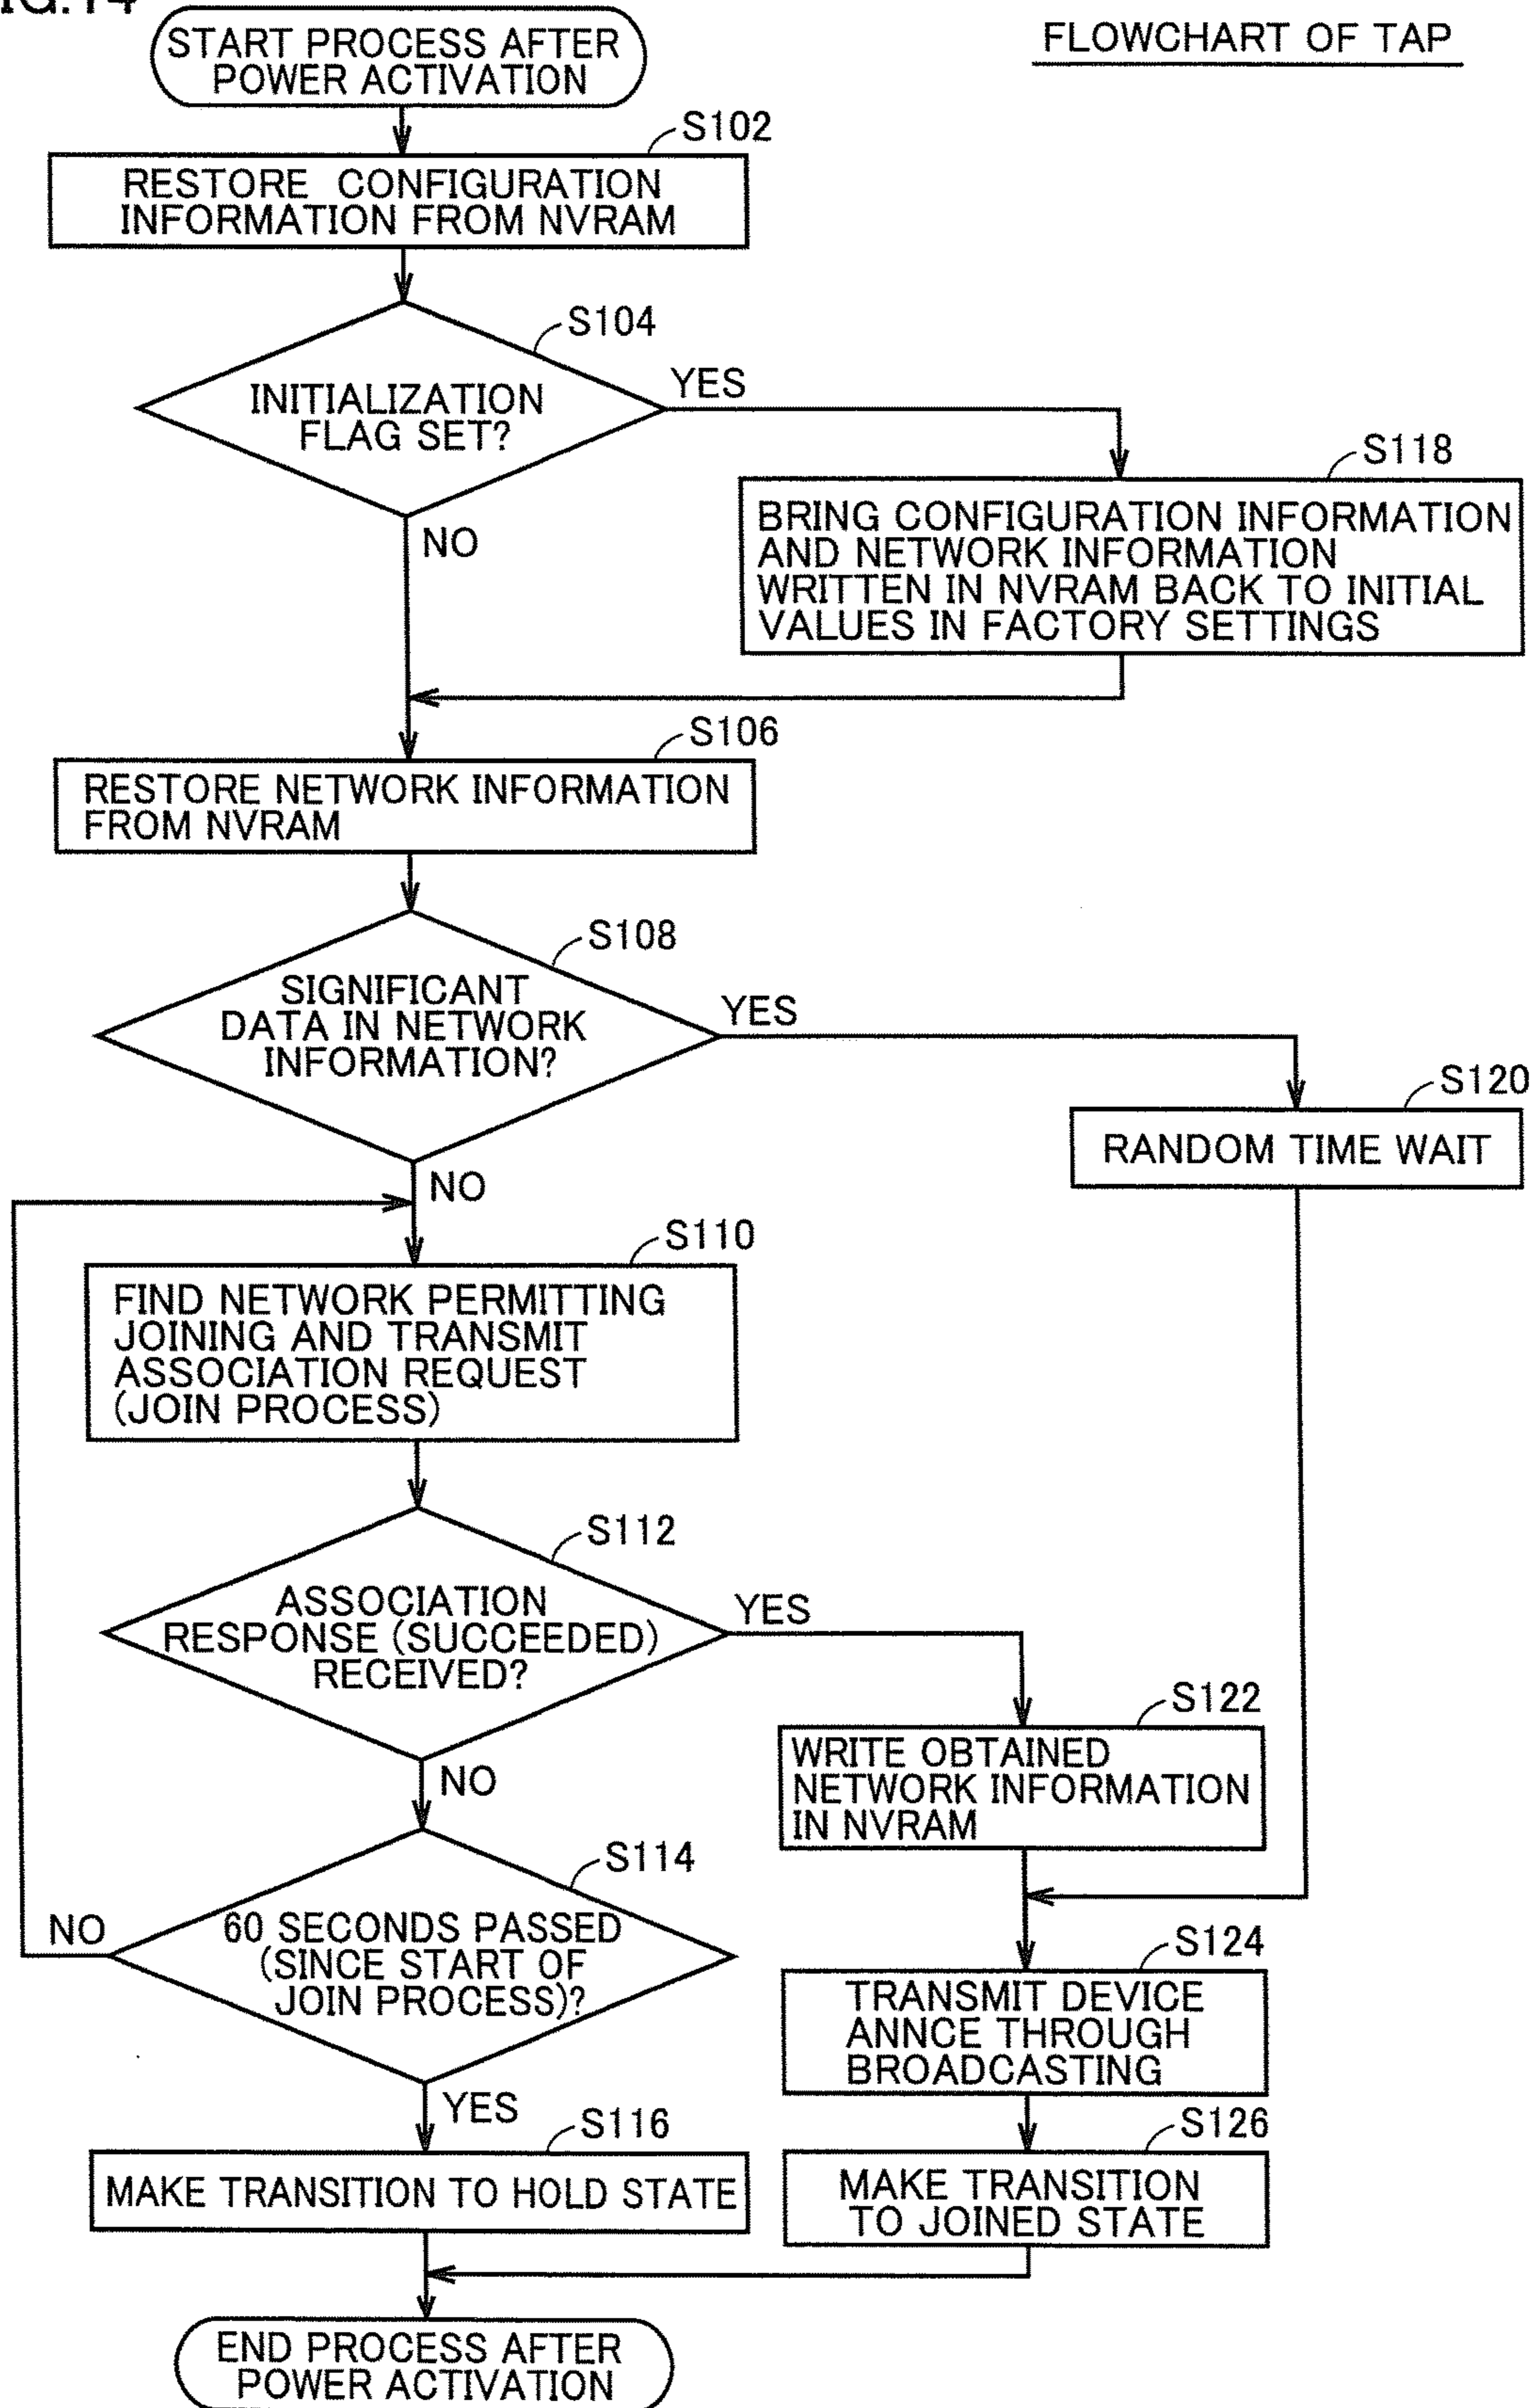 FIG.14
FLOWCHART OF TAP
START PROCESS AFTER
POWER ACTIVATION
S102
RESTORE CONFIGURATION
INFORMATION FROM NVRAM
S104
INITIALIZATION
FLAG SET?
YES
NO
S118
BRING CONFIGURATION INFORMATION
AND NETWORK INFORMATION
WRITTEN IN NVRAM BACK TO INITIAL
VALUES IN FACTORY SETTINGS
S106
RESTORE NETWORK INFORMATION
FROM NVRAM
S108
SIGNIFICANT
DATA IN NETWORK
INFORMATION?
YES
NO
S120
RANDOM TIME WAIT
S110
FIND NETWORK PERMITTING
JOINING AND TRANSMIT
ASSOCIATION REQUEST
(JOIN PROCESS)
S112
ASSOCIATION
RESPONSE (SUCCEEDED)
RECEIVED?
YES
NO
S122
WRITE OBTAINED
NETWORK INFORMATION
IN NVRAM
S114
60 SECONDS PASSED
(SINCE START OF
JOIN PROCESS)?
NO
YES
S124
TRANSMIT DEVICE
ANNCE THROUGH
BROADCASTING
S116
MAKE TRANSITION TO HOLD STATE
S126
MAKE TRANSITION
TO JOINED STATE
END PROCESS AFTER
POWER ACTIVATION